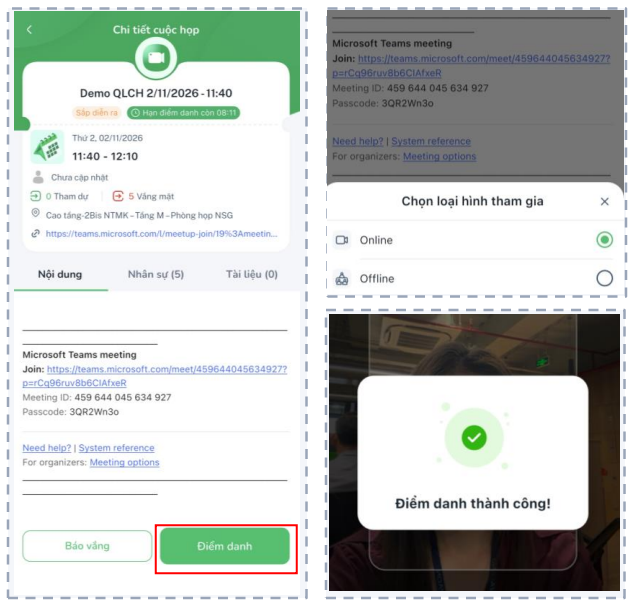 Chi tiết cuộc họp
Demo QLCH 2/11/2026 - 11:40
Sắp diễn ra
Hạn điểm danh còn 08:11
Thứ 2, 02/11/2026
11:40 - 12:10
Chưa cập nhật
0 Tham dự
5 Vắng mặt
Cao tầng-2Bis NTMK - Tầng M - Phòng họp NSG
https://teams.microsoft.com/l/meetup-join/19%3Ameetin...
Nội dung
Nhân sự (5)
Tài liệu (0)
Microsoft Teams meeting
Join: https://teams.microsoft.com/meet/459644045634927?
p=rCq96ruv8b6ClAfxeR
Meeting ID: 459 644 045 634 927
Passcode: 3QR2Wn3o
Need help? | System reference
For organizers: Meeting options
Báo vắng
Điểm danh
Microsoft Teams meeting
Join: https://teams.microsoft.com/meet/459644045634927?
p=rCq96ruv8b6ClAfxeR
Meeting ID: 459 644 045 634 927
Passcode: 3QR2Wn3o
Need help? | System reference
For organizers: Meeting options
Chọn loại hình tham gia
Online
Offline
Điểm danh thành công!